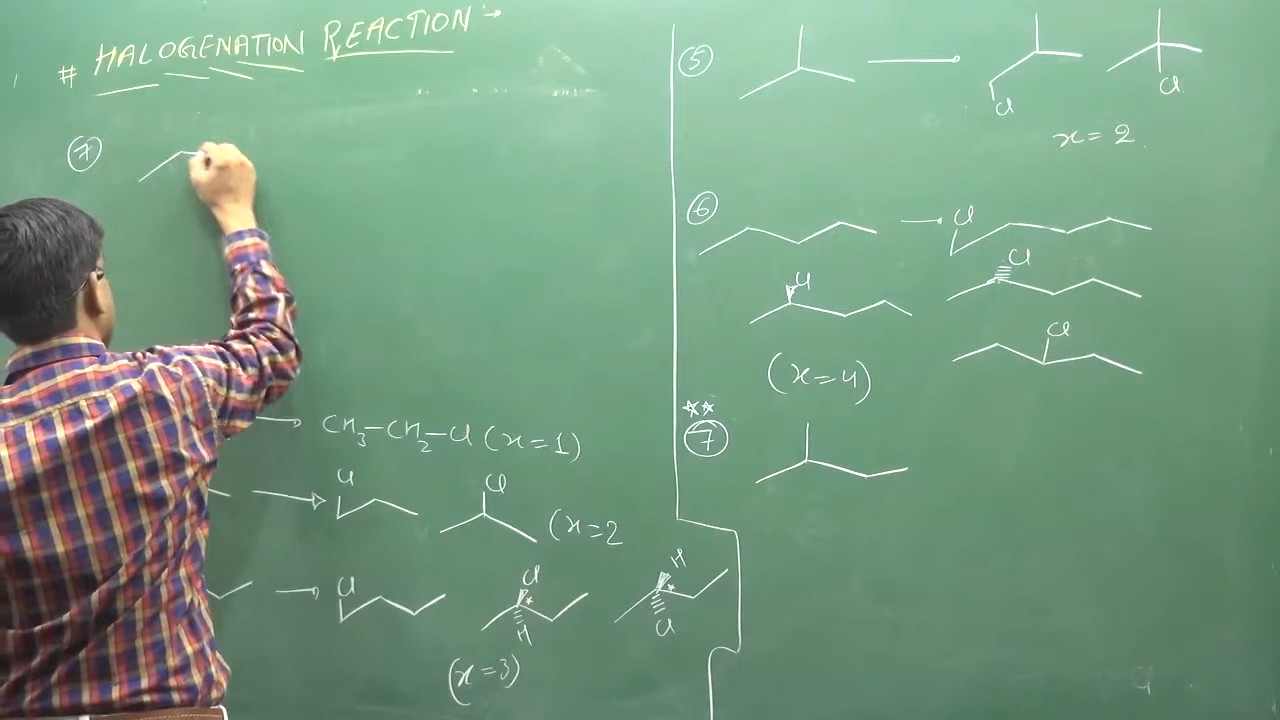 # HALOGENATION REACTION :→
⑦
CH₃-CH₂-Cl (x=1)
Cl
Cl
(x=2
Cl
Cl
H
H
Cl
(x=3)
⑤
Cl
Cl
x=2
⑥
Cl
Cl
Cl
Cl
(x=4)
⑦